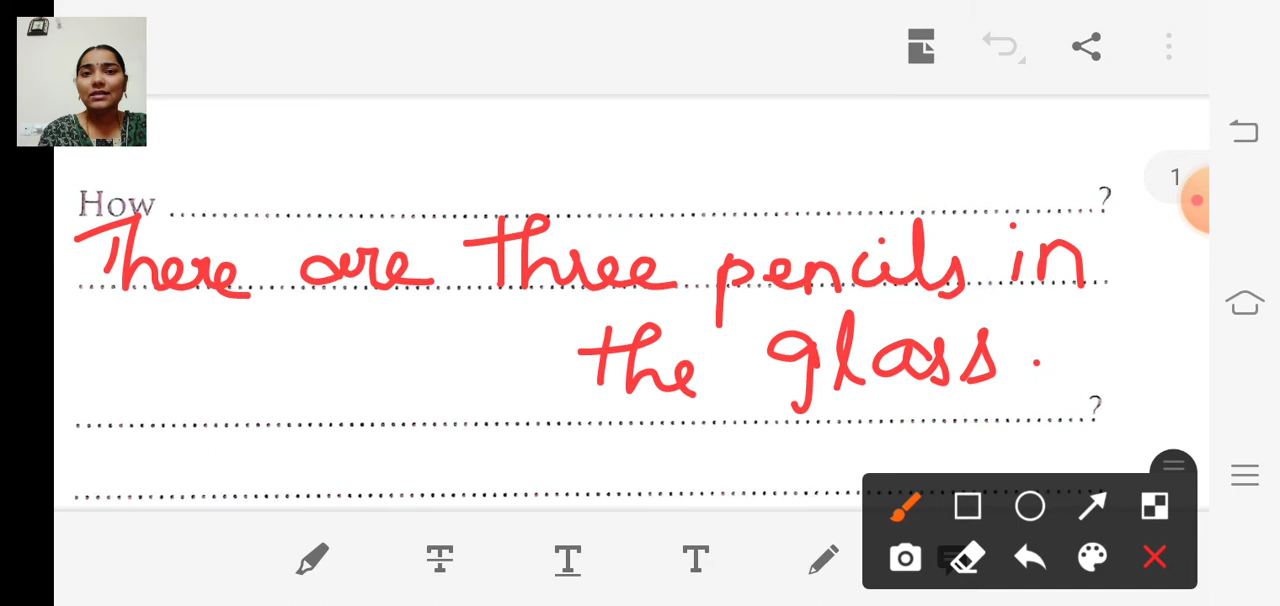 1
How ........................................ ?
There are three pencils in
the glass.
........................................ ?
........................................